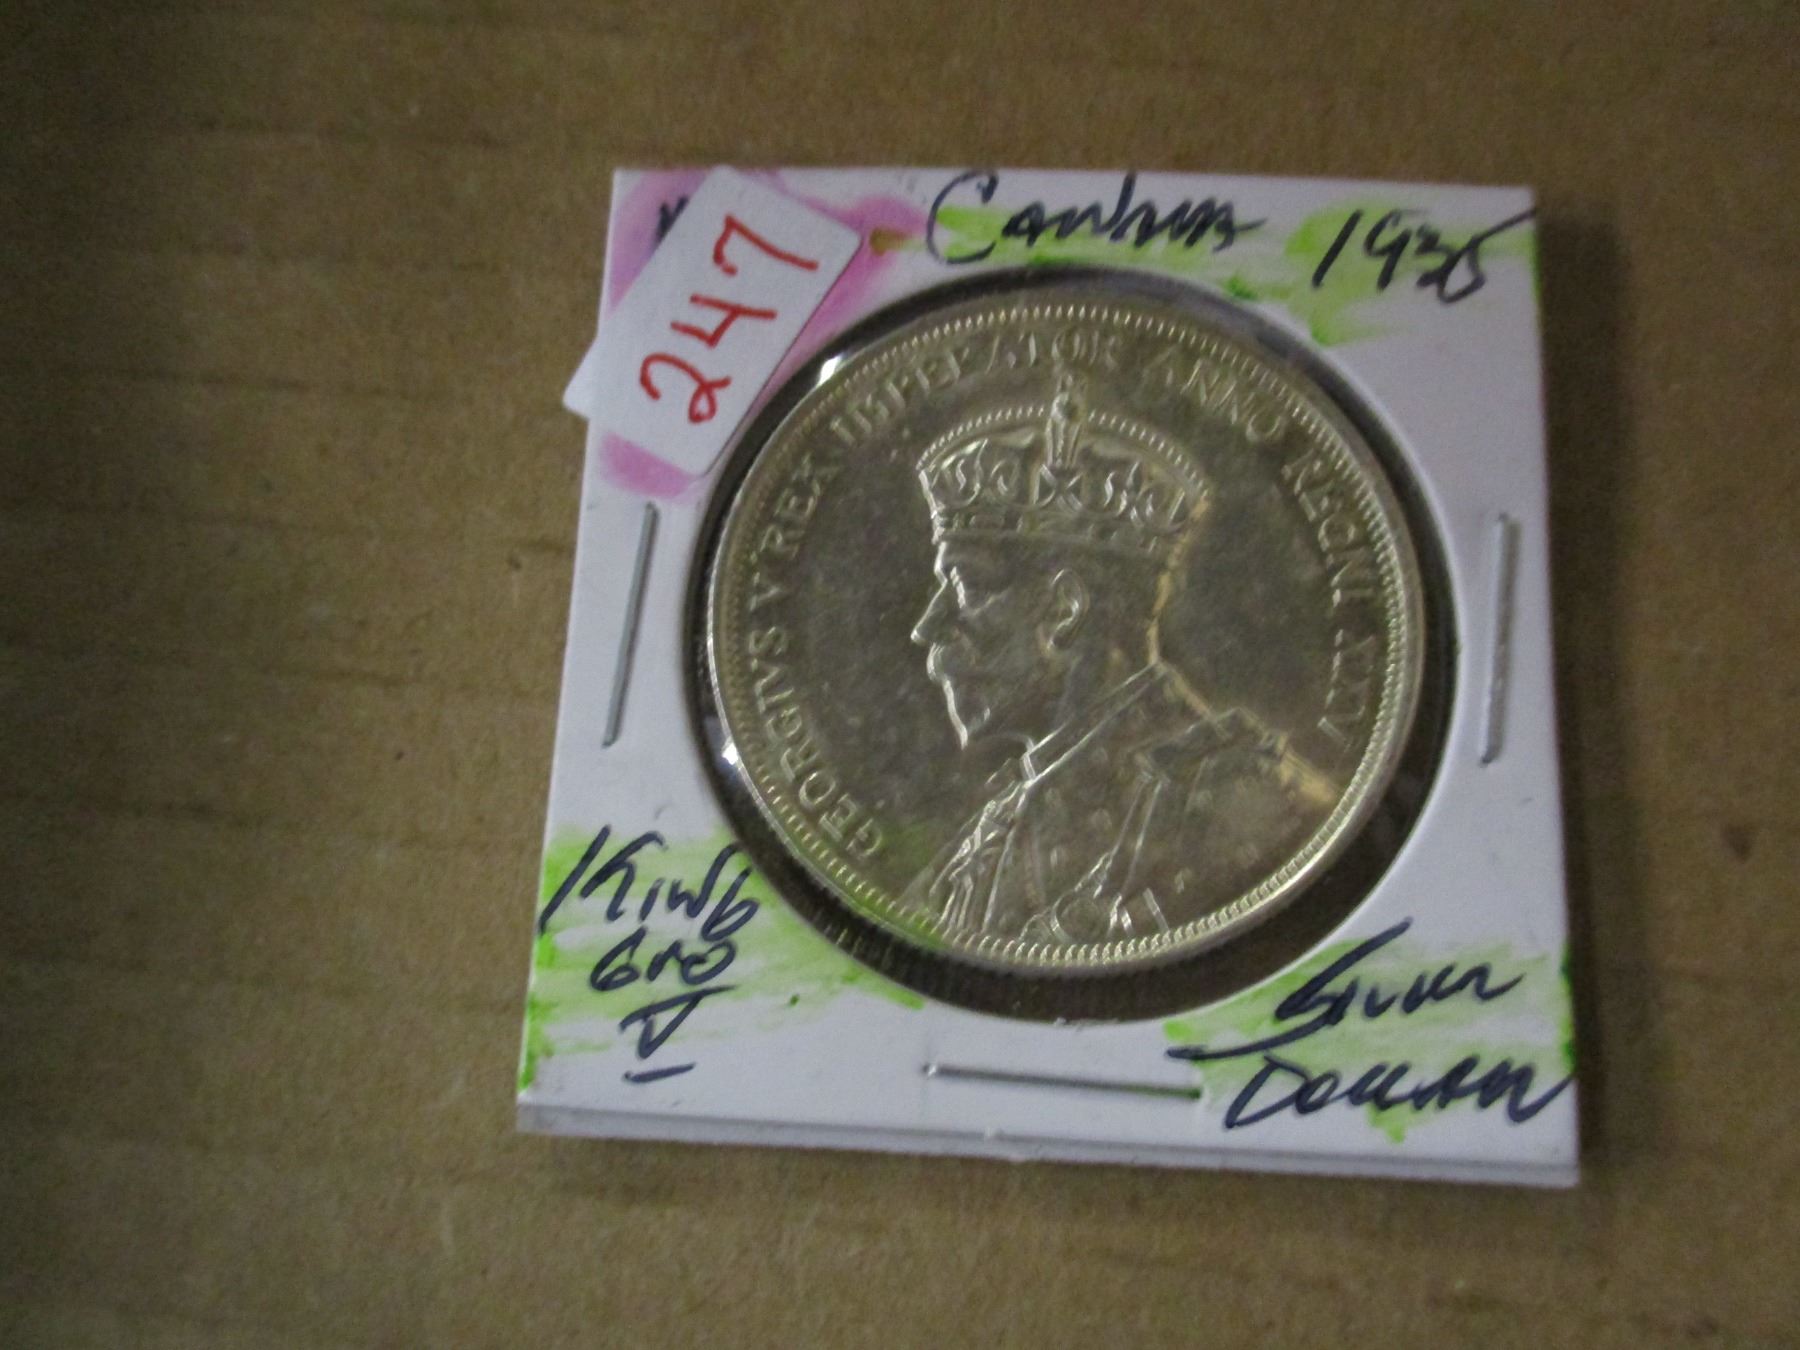 247
Canada 1935
GEORGIVS V REX IMPERATOR ANNO REGNI XXV
King
Geo
V
Silver
Dollar